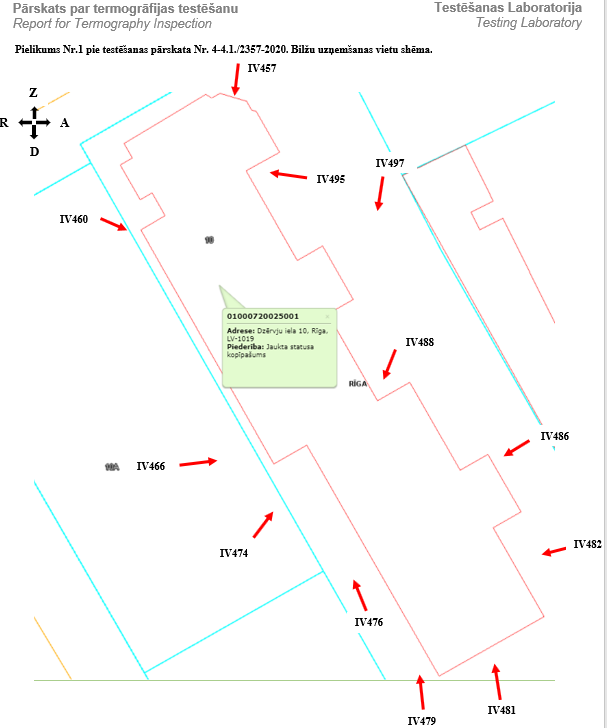 Pārskats par termogrāfijas testēšanu
Report for Termography Inspection
Testēšanas Laboratorija
Testing Laboratory
Pielikums Nr.1 pie testēšanas pārskata Nr. 4-4.1./2357-2020. Bilžu uzņemšanas vietu shēma.
IV457
Z
R A
D
IV497
IV495
IV460
10
01000720025001 ×
Adrese: Dzērvju iela 10, Rīga,
LV-1019
Piederība: Jaukta statusa
kopīpašums
IV488
RĪGA
IV486
10A
IV466
IV482
IV474
IV476
IV481
IV479